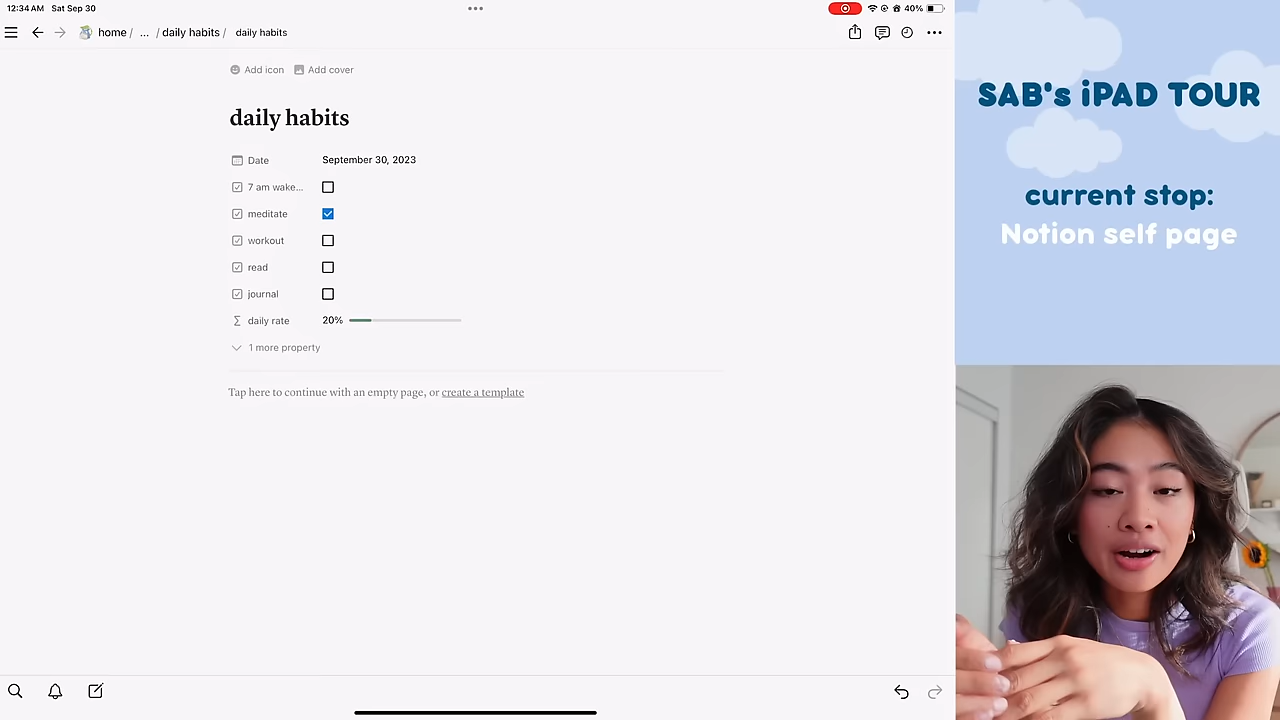 12:34 AM Sat Sep 30
40%
home / ... / daily habits / daily habits
Add icon Add cover
daily habits
Date September 30, 2023
7 am wake...
meditate
workout
read
journal
Σ daily rate 20%
1 more property
Tap here to continue with an empty page, or create a template
SAB's iPAD TOUR
current stop:
Notion self page